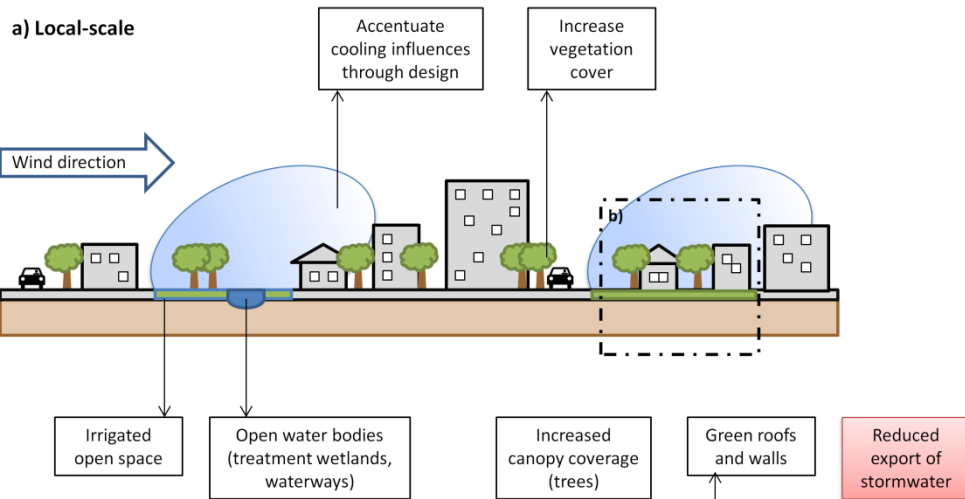 a) Local-scale
Accentuate
cooling influences
through design
Increase
vegetation
cover
Wind direction
b)
Irrigated
open space
Open water bodies
(treatment wetlands,
waterways)
Increased
canopy coverage
(trees)
Green roofs
and walls
Reduced
export of
stormwater